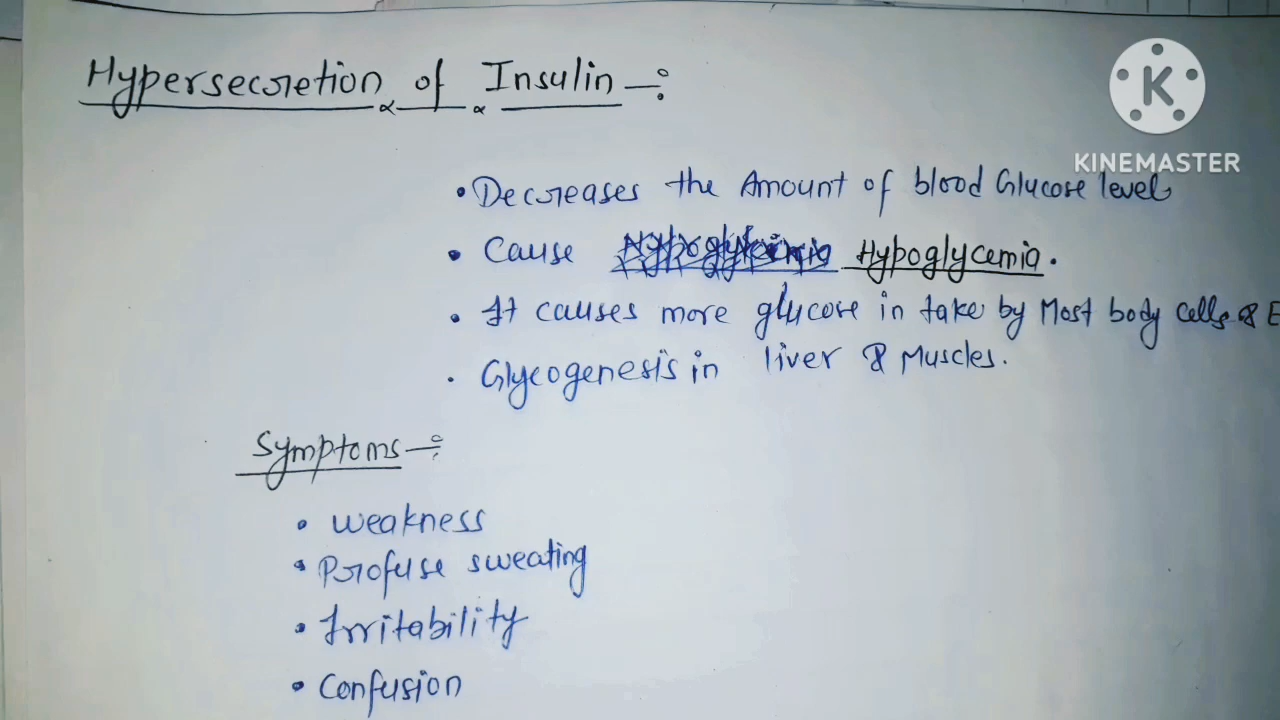 Hypersecretion of Insulin -:
KINEMASTER
• Decreases the Amount of blood Glucose level
• Cause Hypoglycemia.
• It causes more glucose in take by Most body cells &
• Glycogenesis in liver & Muscles.
Symptoms -:
• Weakness
• Profuse sweating
• Irritability
• Confusion